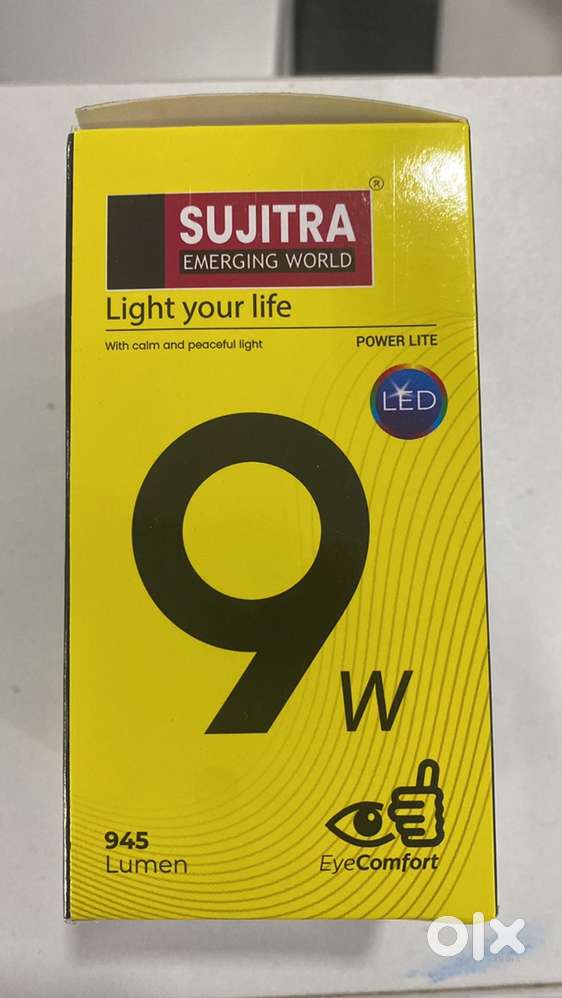 ®
SUJITRA
EMERGING WORLD
Light your life
With calm and peaceful light
POWER LITE
LED
9 W
945
Lumen
EyeComfort
olx